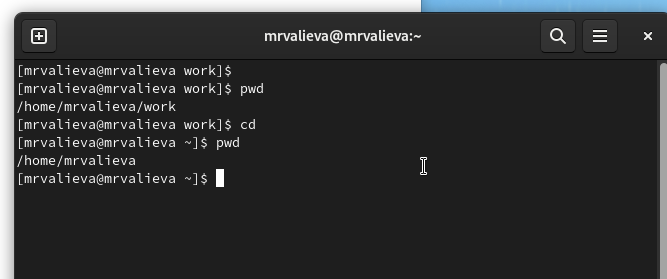 mrvalieva@mrvalieva:~
[mrvalieva@mrvalieva work]$
[mrvalieva@mrvalieva work]$ pwd
/home/mrvalieva/work
[mrvalieva@mrvalieva work]$ cd
[mrvalieva@mrvalieva ~]$ pwd
/home/mrvalieva
[mrvalieva@mrvalieva ~]$